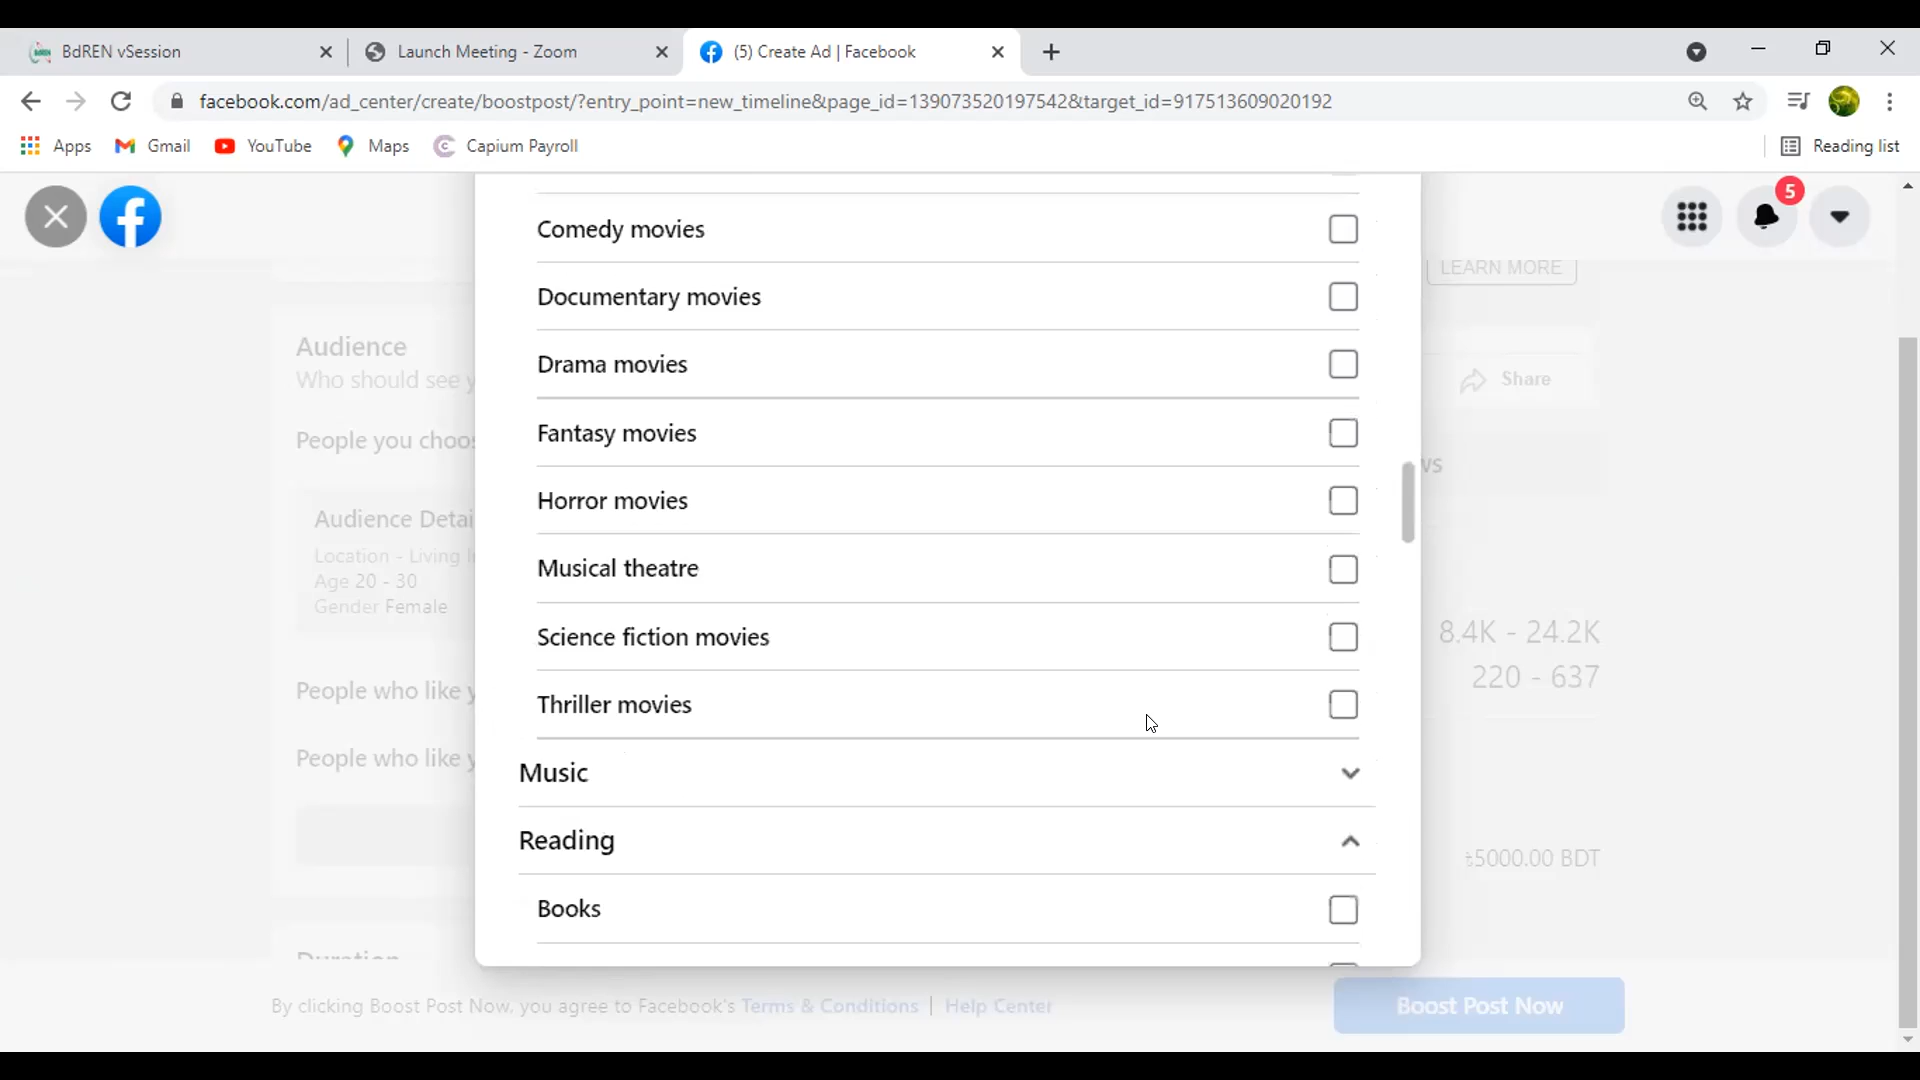 BdREN vSession
Launch Meeting - Zoom
(5) Create Ad | Facebook
facebook.com/ad_center/create/boostpost/?entry_point=new_timeline&page_id=139073520197542&target_id=917513609020192
Apps
Gmail
YouTube
Maps
Capium Payroll
Reading list
5
LEARN MORE
Comedy movies
Documentary movies
Drama movies
Fantasy movies
Horror movies
Musical theatre
Science fiction movies
Thriller movies
Music
Reading
Books
Audience
Who should see
People you
Audience
Location - Living
Age 20 - 30
Gender Female
People who like
People who like
Share
8.4K - 24.2K
220 - 637
৳5000.00 BDT
By clicking Boost Post Now, you agree to Facebook's Terms & Conditions | Help Center
Boost Post Now